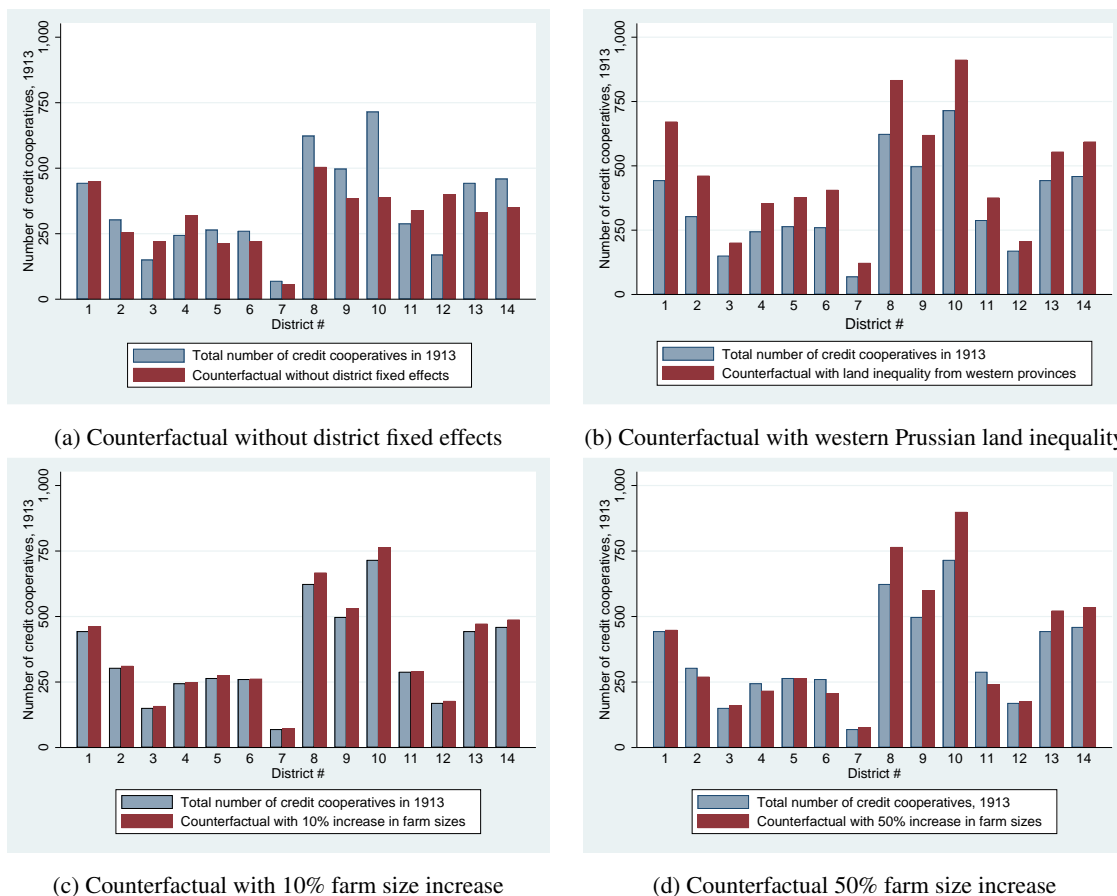 1,000
750
500
250
0
Number of credit cooperatives, 1913
1 2 3 4 5 6 7 8 9 10 11 12 13 14
District #
Total number of credit cooperatives in 1913
Counterfactual without district fixed effects
(a) Counterfactual without district fixed effects
1,000
750
500
250
0
Number of credit cooperatives, 1913
1 2 3 4 5 6 7 8 9 10 11 12 13 14
District #
Total number of credit cooperatives in 1913
Counterfactual with land inequality from western provinces
(b) Counterfactual with western Prussian land inequality
1,000
750
500
250
0
Number of credit cooperatives, 1913
1 2 3 4 5 6 7 8 9 10 11 12 13 14
District #
Total number of credit cooperatives in 1913
Counterfactual with 10% increase in farm sizes
(c) Counterfactual with 10% farm size increase
1,000
750
500
250
0
Number of credit cooperatives, 1913
1 2 3 4 5 6 7 8 9 10 11 12 13 14
District #
Total number of credit cooperatives, 1913
Counterfactual with 50% increase in farm sizes
(d) Counterfactual 50% farm size increase